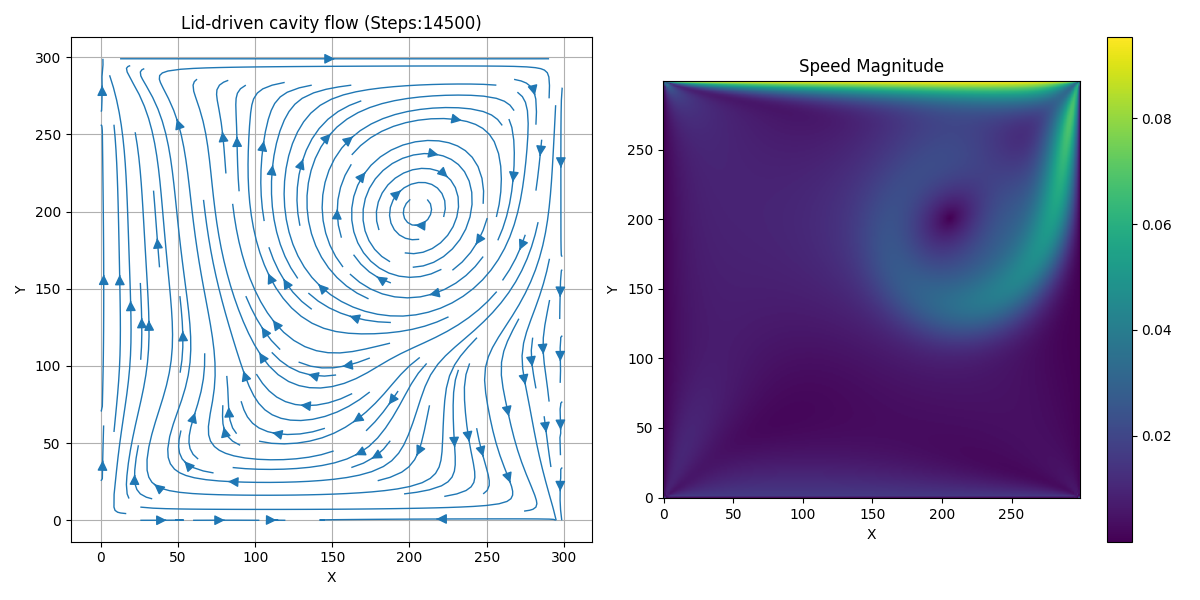 Lid-driven cavity flow (Steps:14500)
300
250
200
150
100
50
0
Y
0 50 100 150 200 250 300
X
Speed Magnitude
250
200
150
100
50
0
Y
0 50 100 150 200 250
X
0.08
0.06
0.04
0.02